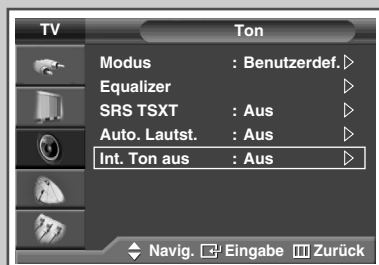 TV Ton
Modus : Benutzerdef.
Equalizer
SRS TSXT : Aus
Auto. Lautst. : Aus
Int. Ton aus : Aus
Navig. Eingabe Zurück